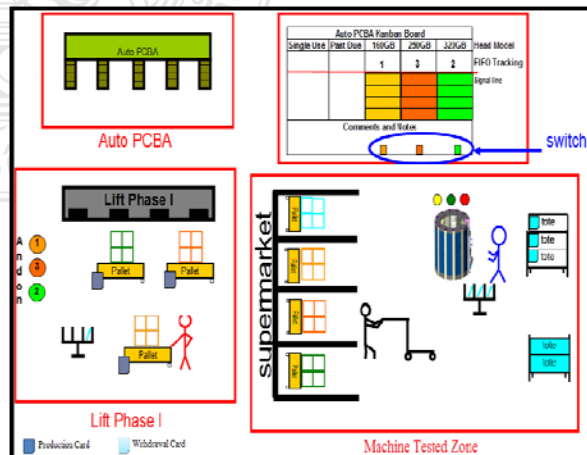 Auto PCBA
Auto PCBA
Auto PCBA Kanban Board
Single Use Past Due 160GB 250GB 320GB Head Model
1 3 2 FIFO Tracking
Signal line
Comments and Notes
switch
Lift Phase I
Andon
1
3
2
Pallet
Pallet
Pallet
Lift Phase I
Production Card
Withdraval Card
supermarket
Pallet
Pallet
Pallet
Pallet
tote
tote
tote
tote
tote
Machine Tested Zone